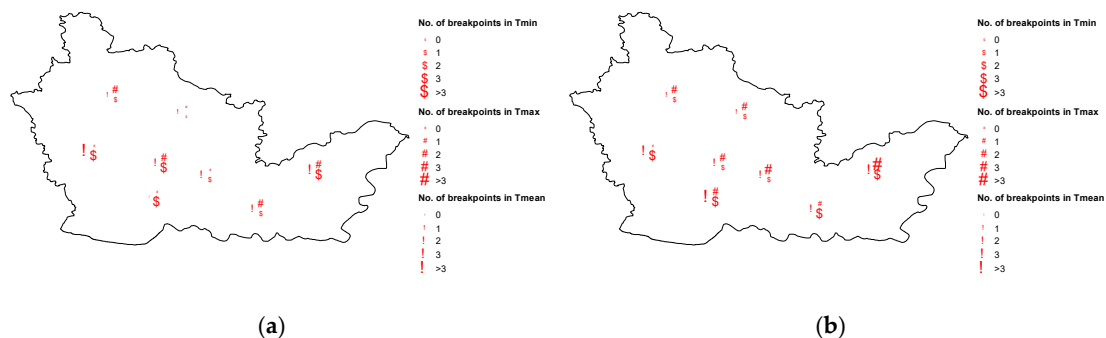 No. of breakpoints in Tmin
$ 0
$ 1
$ 2
$ 3
$ >3
No. of breakpoints in Tmax
# 0
# 1
# 2
# 3
# >3
No. of breakpoints in Tmean
! 0
! 1
! 2
! 3
! >3
! # $
! # $
! # $
! # $
! # $
! # $
! # $
! # $
(a)
No. of breakpoints in Tmin
$ 0
$ 1
$ 2
$ 3
$ >3
No. of breakpoints in Tmax
# 0
# 1
# 2
# 3
# >3
No. of breakpoints in Tmean
! 0
! 1
! 2
! 3
! >3
! # $
! # $
! # $
! # $
! # $
! # $
! # $
! # $
(b)